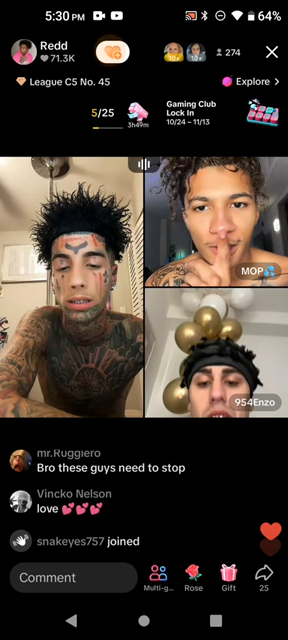 5:30 PM
64%
Redd
71.3K
10+
10+
274
League C5 No. 45
Explore >
5/25
3h49m
Gaming Club
Lock In
10/24 – 11/13
MOP💦
954Enzo
mr.Ruggiero
Bro these guys need to stop
Vincko Nelson
love 💕💕💕
snakeyes757 joined
Comment
Multi-g...
Rose
Gift
25